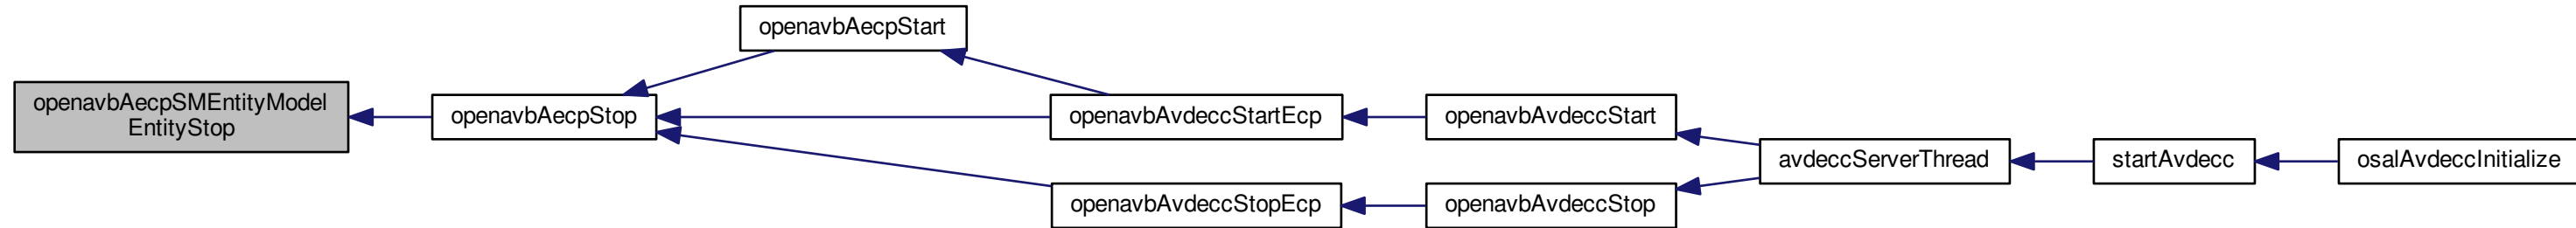 openavbAecpSMEntityModel
EntityStop
openavbAecpStop
openavbAecpStart
openavbAvdeccStartEcp
openavbAvdeccStopEcp
openavbAvdeccStart
openavbAvdeccStop
avdeccServerThread
startAvdecc
osalAvdeccInitialize